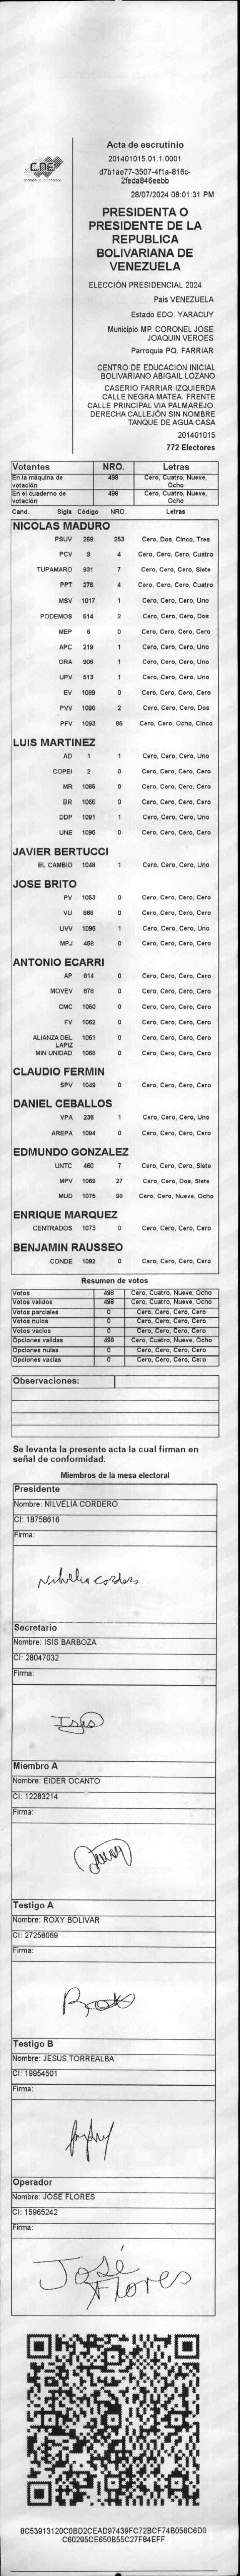 CNE
Acta de escrutinio
201401015.01.1.0001
d7b1ae77-3507-4f1a-816c-
2feda846eebb
28/07/2024 08:01:31 PM
PRESIDENTA O
PRESIDENTE DE LA
REPUBLICA
BOLIVARIANA DE
VENEZUELA
ELECCIÓN PRESIDENCIAL 2024
Pais VENEZUELA
Estado EDO. YARACUY
Municipio MP. CORONEL JOSE
JOAQUIN VEROES
Parroquia PQ. FARRIAR
CENTRO DE EDUCACION INICIAL
BOLIVARIANO ABIGAIL LOZANO
CASERIO FARRIAR IZQUIERDA
CALLE NEGRA MATEA. FRENTE
CALLE PRINCIPAL VIA PALMAREJO.
DERECHA CALLEJÓN SIN NOMBRE
TANQUE DE AGUA CASA
201401015
772 Electores
Votantes NRO. Letras
En la máquina de votación 498 Cero, Cuatro, Nueve, Ocho
En el cuaderno de votación 498 Cero, Cuatro, Nueve, Ocho
Cand. Sigla Código NRO. Letras
NICOLAS MADURO
PSUV 269 253 Cero, Dos, Cinco, Tres
PCV 9 4 Cero, Cero, Cero, Cuatro
TUPAMARO 931 7 Cero, Cero, Cero, Siete
PPT 276 4 Cero, Cero, Cero, Cuatro
MSV 1017 1 Cero, Cero, Cero, Uno
PODEMOS 514 2 Cero, Cero, Cero, Dos
MEP 6 0 Cero, Cero, Cero, Cero
APC 219 1 Cero, Cero, Cero, Uno
ORA 906 1 Cero, Cero, Cero, Uno
UPV 513 1 Cero, Cero, Cero, Uno
EV 1089 0 Cero, Cero, Cero, Cero
PVV 1090 2 Cero, Cero, Cero, Dos
PFV 1093 85 Cero, Cero, Ocho, Cinco
LUIS MARTINEZ
AD 1 1 Cero, Cero, Cero, Uno
COPEI 2 0 Cero, Cero, Cero, Cero
MR 1065 0 Cero, Cero, Cero, Cero
BR 1066 0 Cero, Cero, Cero, Cero
DDP 1091 1 Cero, Cero, Cero, Uno
UNE 1095 0 Cero, Cero, Cero, Cero
JAVIER BERTUCCI
EL CAMBIO 1048 1 Cero, Cero, Cero, Uno
JOSE BRITO
PV 1053 0 Cero, Cero, Cero, Cero
VU 868 0 Cero, Cero, Cero, Cero
UVV 1096 1 Cero, Cero, Cero, Uno
MPJ 458 0 Cero, Cero, Cero, Cero
ANTONIO ECARRI
AP 614 0 Cero, Cero, Cero, Cero
MOVEV 678 0 Cero, Cero, Cero, Cero
CMC 1050 0 Cero, Cero, Cero, Cero
FV 1062 0 Cero, Cero, Cero, Cero
ALIANZA DEL LAPIZ 1051 0 Cero, Cero, Cero, Cero
MIN UNIDAD 1068 0 Cero, Cero, Cero, Cero
CLAUDIO FERMIN
SPV 1049 0 Cero, Cero, Cero, Cero
DANIEL CEBALLOS
VPA 236 1 Cero, Cero, Cero, Uno
AREPA 1094 0 Cero, Cero, Cero, Cero
EDMUNDO GONZALEZ
UNTC 460 7 Cero, Cero, Cero, Siete
MPV 1069 27 Cero, Cero, Dos, Siete
MUD 1075 98 Cero, Cero, Nueve, Ocho
ENRIQUE MARQUEZ
CENTRADOS 1073 0 Cero, Cero, Cero, Cero
BENJAMIN RAUSSEO
CONDE 1092 0 Cero, Cero, Cero, Cero
Resumen de votos
Votos 498 Cero, Cuatro, Nueve, Ocho
Votos validos 498 Cero, Cuatro, Nueve, Ocho
Votos parciales 0 Cero, Cero, Cero, Cero
Votos nulos 0 Cero, Cero, Cero, Cero
Votos vacios 0 Cero, Cero, Cero, Cero
Opciones validas 498 Cero, Cuatro, Nueve, Ocho
Opciones nulas 0 Cero, Cero, Cero, Cero
Opciones vacias 0 Cero, Cero, Cero, Cero
Observaciones:
Se levanta la presente acta la cual firman en
señal de conformidad.
Miembros de la mesa electoral
Presidente
Nombre: NILVELIA CORDERO
CI: 18758616
Firma:
Secretario
Nombre: ISIS BARBOZA
CI: 28047032
Firma:
Isis
Miembro A
Nombre: EIDER OCANTO
CI: 12283214
Firma:
Testigo A
Nombre: ROXY BOLIVAR
CI: 27258069
Firma:
Testigo B
Nombre: JESUS TORREALBA
CI: 19954501
Firma:
Operador
Nombre: JOSE FLORES
CI: 15965242
Firma:
José
Flores
8C53913120C0BD2CEAD97439FC72BCF74B056C6D0
C60295CE650B55C27F84EFF